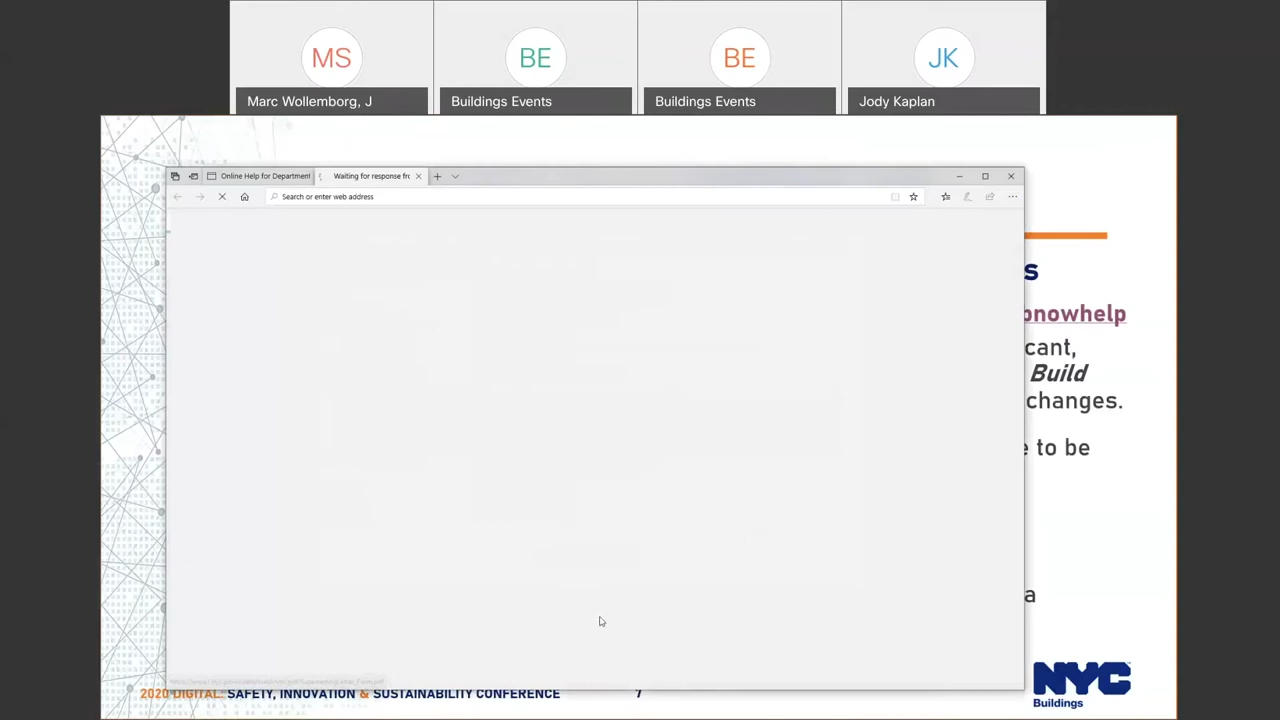 MS
BE
BE
JK
Marc Wollemborg, J
Buildings Events
Buildings Events
Jody Kaplan
Online Help for Department
Waiting for response fr
Search or enter web address
s
bnowhelp
cant,
Build
changes.
e to be
a
2020 DIGITAL: SAFETY, INNOVATION & SUSTAINABILITY CONFERENCE
7
NYC
Buildings